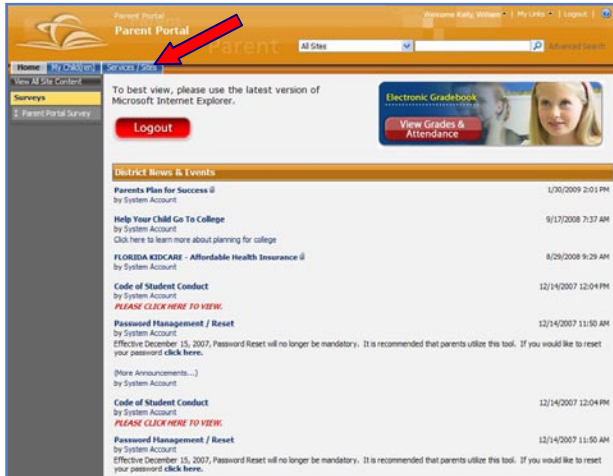 Parent Portal
Welcome Kelly, William | My Links | Logout |
Parent Portal
Parent
All Sites
Advanced Search
Home My Child(ren) Services / Sites
View All Site Content
Surveys
Parent Portal Survey
To best view, please use the latest version of
Microsoft Internet Explorer.
Logout
Electronic Gradebook
View Grades &
Attendance
District News & Events
Parents Plan for Success 1/30/2009 2:01 PM
by System Account
Help Your Child Go To College 9/17/2008 7:37 AM
by System Account
Click here to learn more about planning for college
FLORIDA KIDCARE - Affordable Health Insurance 8/29/2008 9:29 AM
by System Account
Code of Student Conduct 12/14/2007 12:04 PM
by System Account
PLEASE CLICK HERE TO VIEW.
Password Management / Reset 12/14/2007 11:50 AM
by System Account
Effective December 15, 2007, Password Reset will no longer be mandatory. It is recommended that parents utilize this tool. If you would like to reset
your password click here.
(More Announcements...)
by System Account
Code of Student Conduct 12/14/2007 12:04 PM
by System Account
PLEASE CLICK HERE TO VIEW.
Password Management / Reset 12/14/2007 11:50 AM
by System Account
Effective December 15, 2007, Password Reset will no longer be mandatory. It is recommended that parents utilize this tool. If you would like to reset
your password click here.